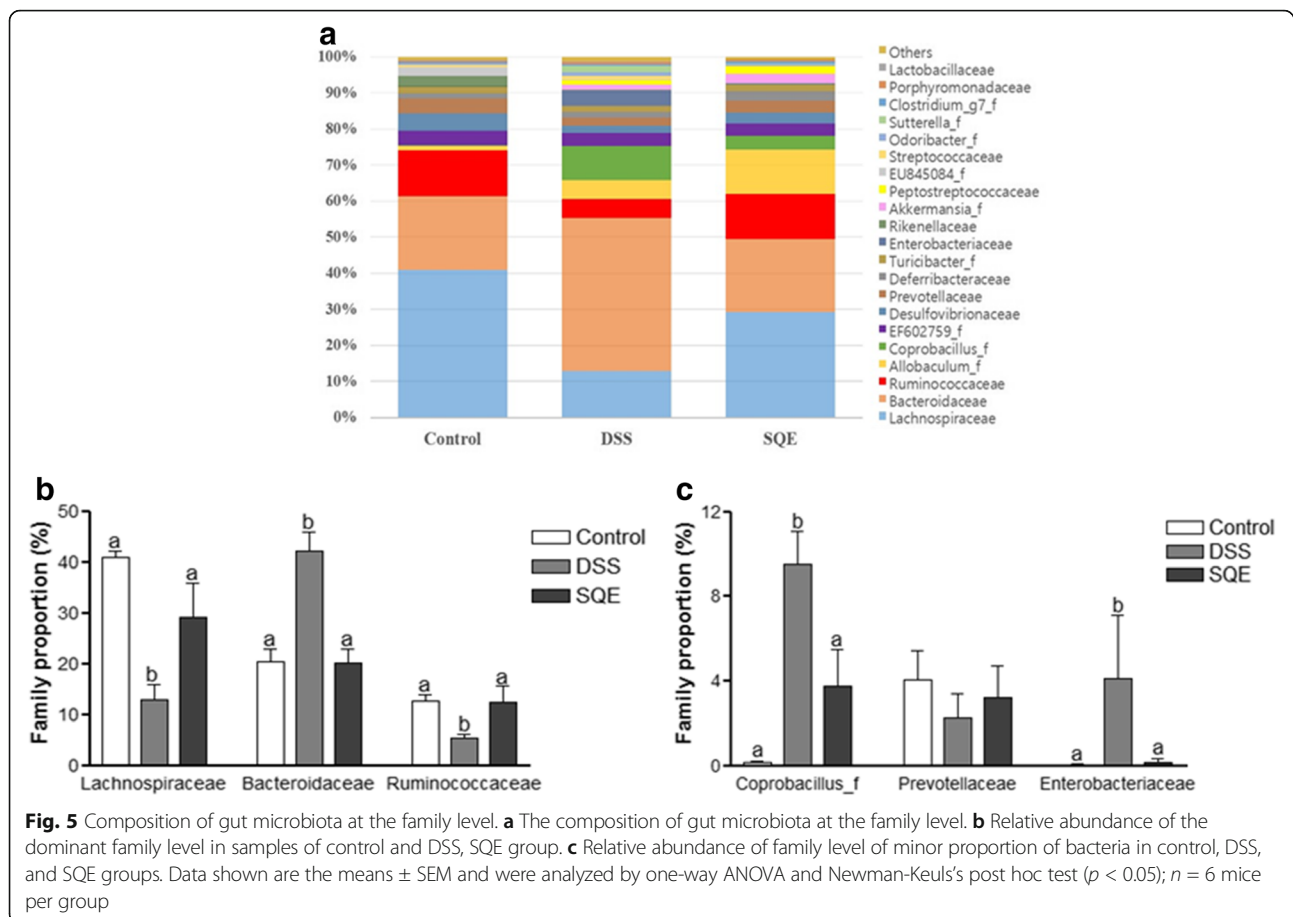 a
100%
90%
80%
70%
60%
50%
40%
30%
20%
10%
0%
Control DSS SQE
Others
Lactobacillaceae
Porphyromonadaceae
Clostridium_g7_f
Sutterella_f
Odoribacter_f
Streptococcaceae
EU845084_f
Peptostreptococcaceae
Akkermansia_f
Rikenellaceae
Enterobacteriaceae
Turicibacter_f
Deferribacteraceae
Prevotellaceae
Desulfovibrionaceae
EF602759_f
Coprobacillus_f
Allobaculum_f
Ruminococcaceae
Bacteroidaceae
Lachnospiraceae
b
Family proportion (%)
50
40
30
20
10
0
a b a
a b a
a b a
Lachnospiraceae Bacteroidaceae Ruminococcaceae
Control
DSS
SQE
c
Family proportion (%)
12
8
4
0
a b a
a b a
Coprobacillus_f Prevotellaceae Enterobacteriaceae
Control
DSS
SQE
Fig. 5 Composition of gut microbiota at the family level. a The composition of gut microbiota at the family level. b Relative abundance of the
dominant family level in samples of control and DSS, SQE group. c Relative abundance of family level of minor proportion of bacteria in control, DSS,
and SQE groups. Data shown are the means ± SEM and were analyzed by one-way ANOVA and Newman-Keuls's post hoc test (p < 0.05); n = 6 mice
per group